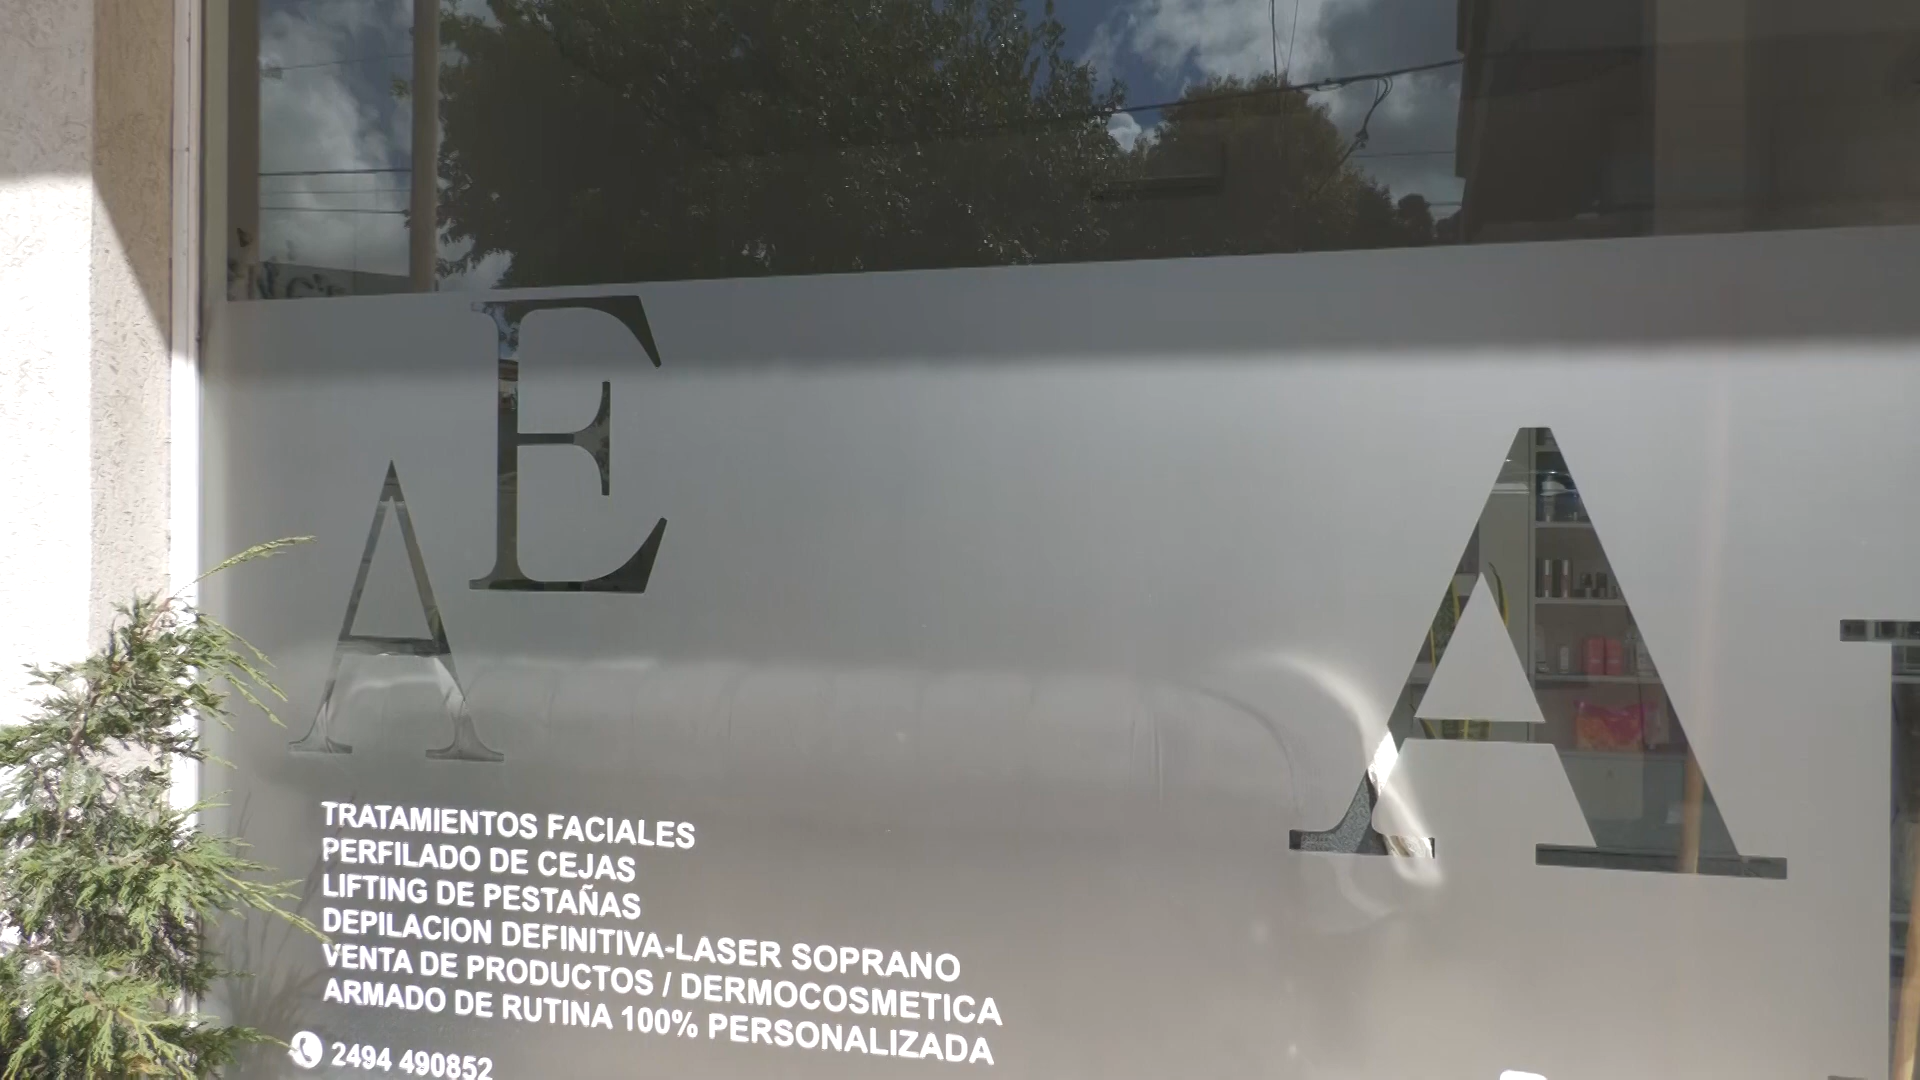 A E
A
TRATAMIENTOS FACIALES
PERFILADO DE CEJAS
LIFTING DE PESTAÑAS
DEPILACION DEFINITIVA-LASER SOPRANO
VENTA DE PRODUCTOS / DERMOCOSMETICA
ARMADO DE RUTINA 100% PERSONALIZADA
2494 490852